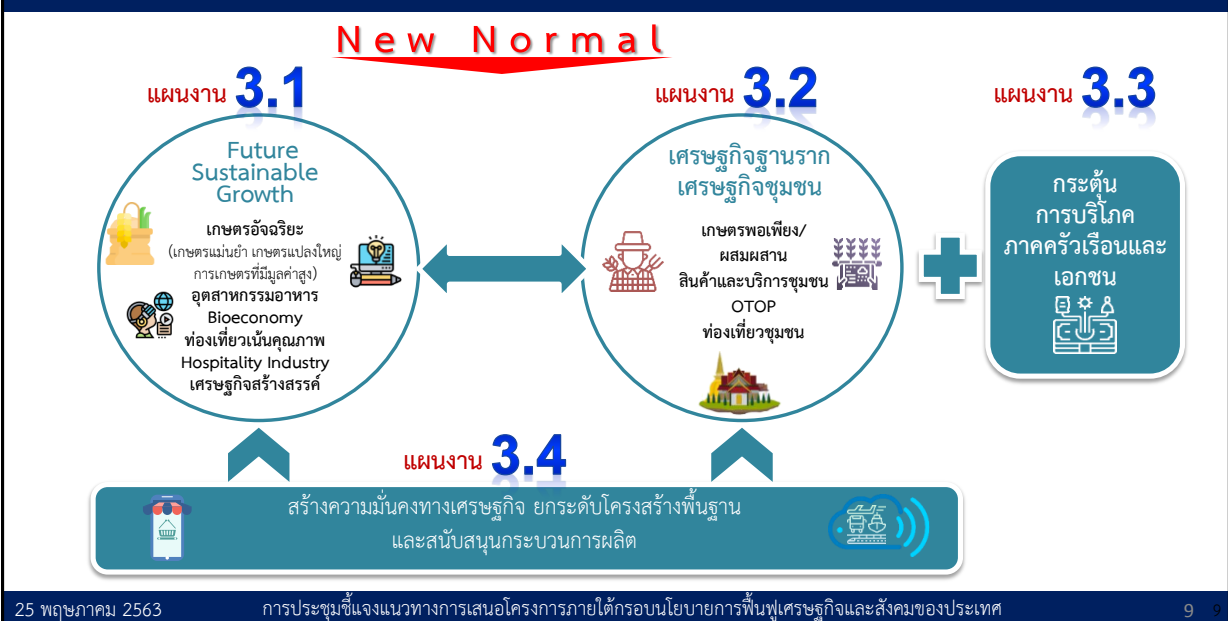 New Normal
แผนงาน 3.1
Future
Sustainable
Growth
เกษตรอัจฉริยะ
(เกษตรแม่นยำ เกษตรแปลงใหญ่
การเกษตรที่มีมูลค่าสูง)
อุตสาหกรรมอาหาร
Bioeconomy
ท่องเที่ยวเน้นคุณภาพ
Hospitality Industry
เศรษฐกิจสร้างสรรค์
แผนงาน 3.2
เศรษฐกิจฐานราก
เศรษฐกิจชุมชน
เกษตรพอเพียง/
ผสมผสาน
สินค้าและบริการชุมชน
OTOP
ท่องเที่ยวชุมชน
แผนงาน 3.3
กระตุ้น
การบริโภค
ภาคครัวเรือนและ
เอกชน
แผนงาน 3.4
สร้างความมั่นคงทางเศรษฐกิจ ยกระดับโครงสร้างพื้นฐาน
และสนับสนุนกระบวนการผลิต
25 พฤษภาคม 2563 การประชุมชี้แจงแนวทางการเสนอโครงการภายใต้กรอบนโยบายการฟื้นฟูเศรษฐกิจและสังคมของประเทศ 9 9